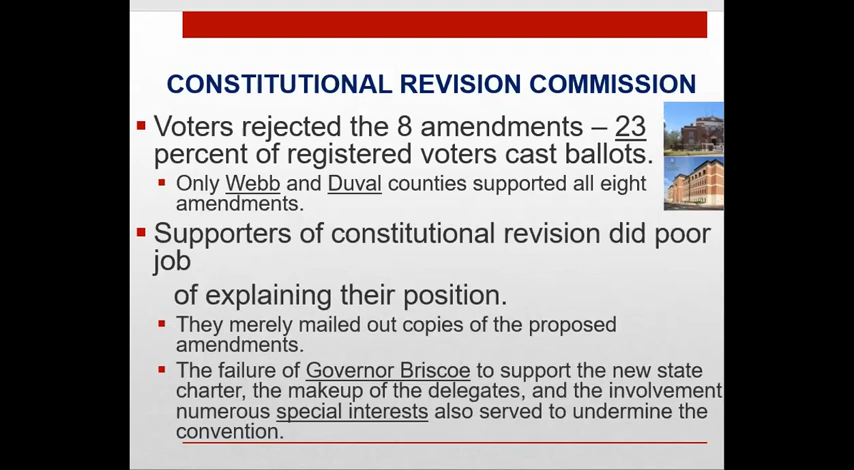 CONSTITUTIONAL REVISION COMMISSION
Voters rejected the 8 amendments – 23
percent of registered voters cast ballots.
Only Webb and Duval counties supported all eight
amendments.
Supporters of constitutional revision did poor
job
of explaining their position.
They merely mailed out copies of the proposed
amendments.
The failure of Governor Briscoe to support the new state
charter, the makeup of the delegates, and the involvement
numerous special interests also served to undermine the
convention.